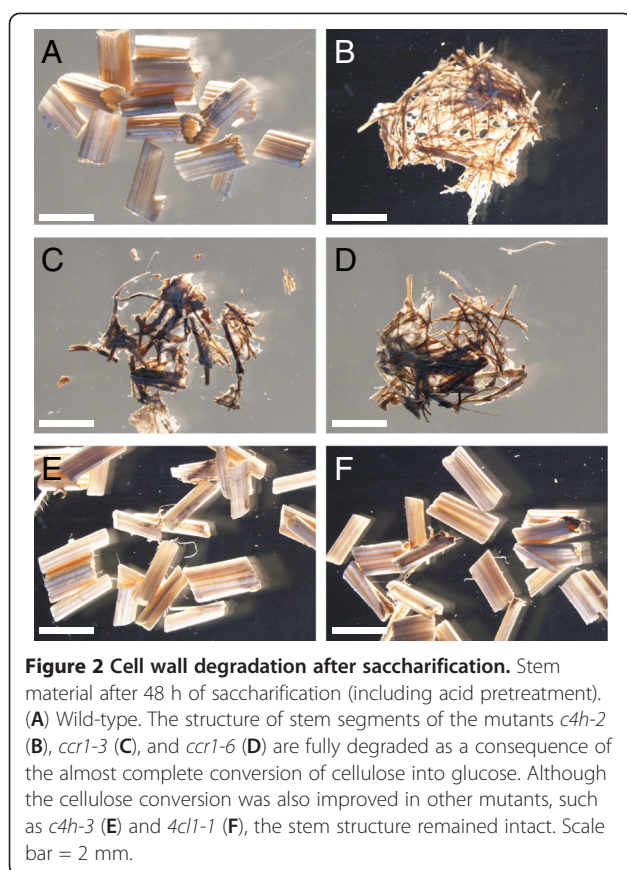 A
B
C
D
E
F
Figure 2 Cell wall degradation after saccharification. Stem
material after 48 h of saccharification (including acid pretreatment).
(A) Wild-type. The structure of stem segments of the mutants c4h-2
(B), ccr1-3 (C), and ccr1-6 (D) are fully degraded as a consequence of
the almost complete conversion of cellulose into glucose. Although
the cellulose conversion was also improved in other mutants, such
as c4h-3 (E) and 4cl1-1 (F), the stem structure remained intact. Scale
bar = 2 mm.